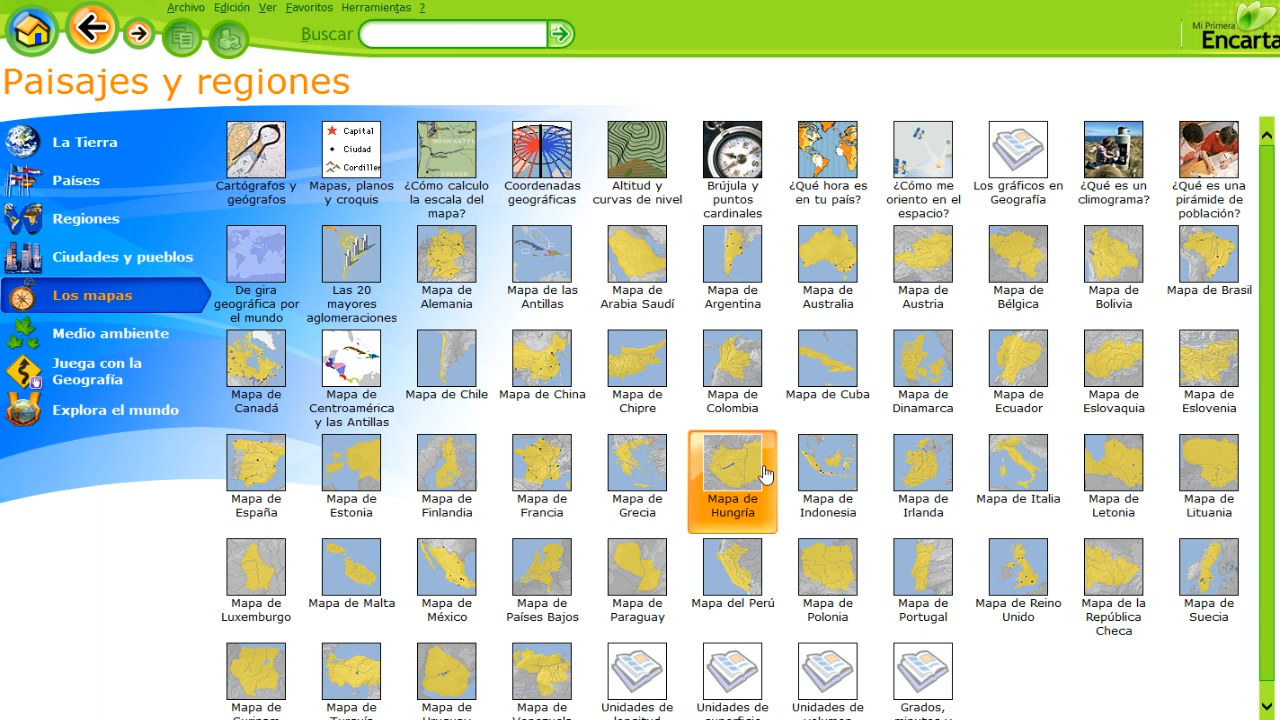 Archivo Edición Ver Favoritos Herramientas ?
Buscar
Mi Primera
Encarta
Paisajes y regiones
La Tierra
Países
Regiones
Ciudades y pueblos
Los mapas
Medio ambiente
Juega con la
Geografía
Explora el mundo
Capital
Ciudad
Cordiller
Cartógrafos y
geógrafos
Mapas, planos
y croquis
¿Cómo calculo
la escala del
mapa?
Coordenadas
geográficas
Altitud y
curvas de nivel
Brújula y
puntos
cardinales
¿Qué hora es
en tu país?
¿Cómo me
oriento en el
espacio?
Los gráficos en
Geografía
¿Qué es un
climograma?
¿Qué es una
pirámide de
población?
De gira
geográfica por
el mundo
Las 20
mayores
aglomeraciones
Mapa de
Alemania
Mapa de las
Antillas
Mapa de
Arabia Saudí
Mapa de
Argentina
Mapa de
Australia
Mapa de
Austria
Mapa de
Bélgica
Mapa de
Bolivia
Mapa de Brasil
Mapa de
Canadá
Mapa de
Centroamérica
y las Antillas
Mapa de Chile
Mapa de China
Mapa de
Chipre
Mapa de
Colombia
Mapa de Cuba
Mapa de
Dinamarca
Mapa de
Ecuador
Mapa de
Eslovaquia
Mapa de
Eslovenia
Mapa de
España
Mapa de
Estonia
Mapa de
Finlandia
Mapa de
Francia
Mapa de
Grecia
Mapa de
Hungría
Mapa de
Indonesia
Mapa de
Irlanda
Mapa de Italia
Mapa de
Letonia
Mapa de
Lituania
Mapa de
Luxemburgo
Mapa de Malta
Mapa de
México
Mapa de
Países Bajos
Mapa de
Paraguay
Mapa del Perú
Mapa de
Polonia
Mapa de
Portugal
Mapa de Reino
Unido
Mapa de la
República
Checa
Mapa de
Suecia
Mapa de
Surinam
Mapa de
Turquía
Mapa de
Uruguay
Mapa de
Venezuela
Unidades de
longitud
Unidades de
superficie
Unidades de
volumen
Grados,
minutos y